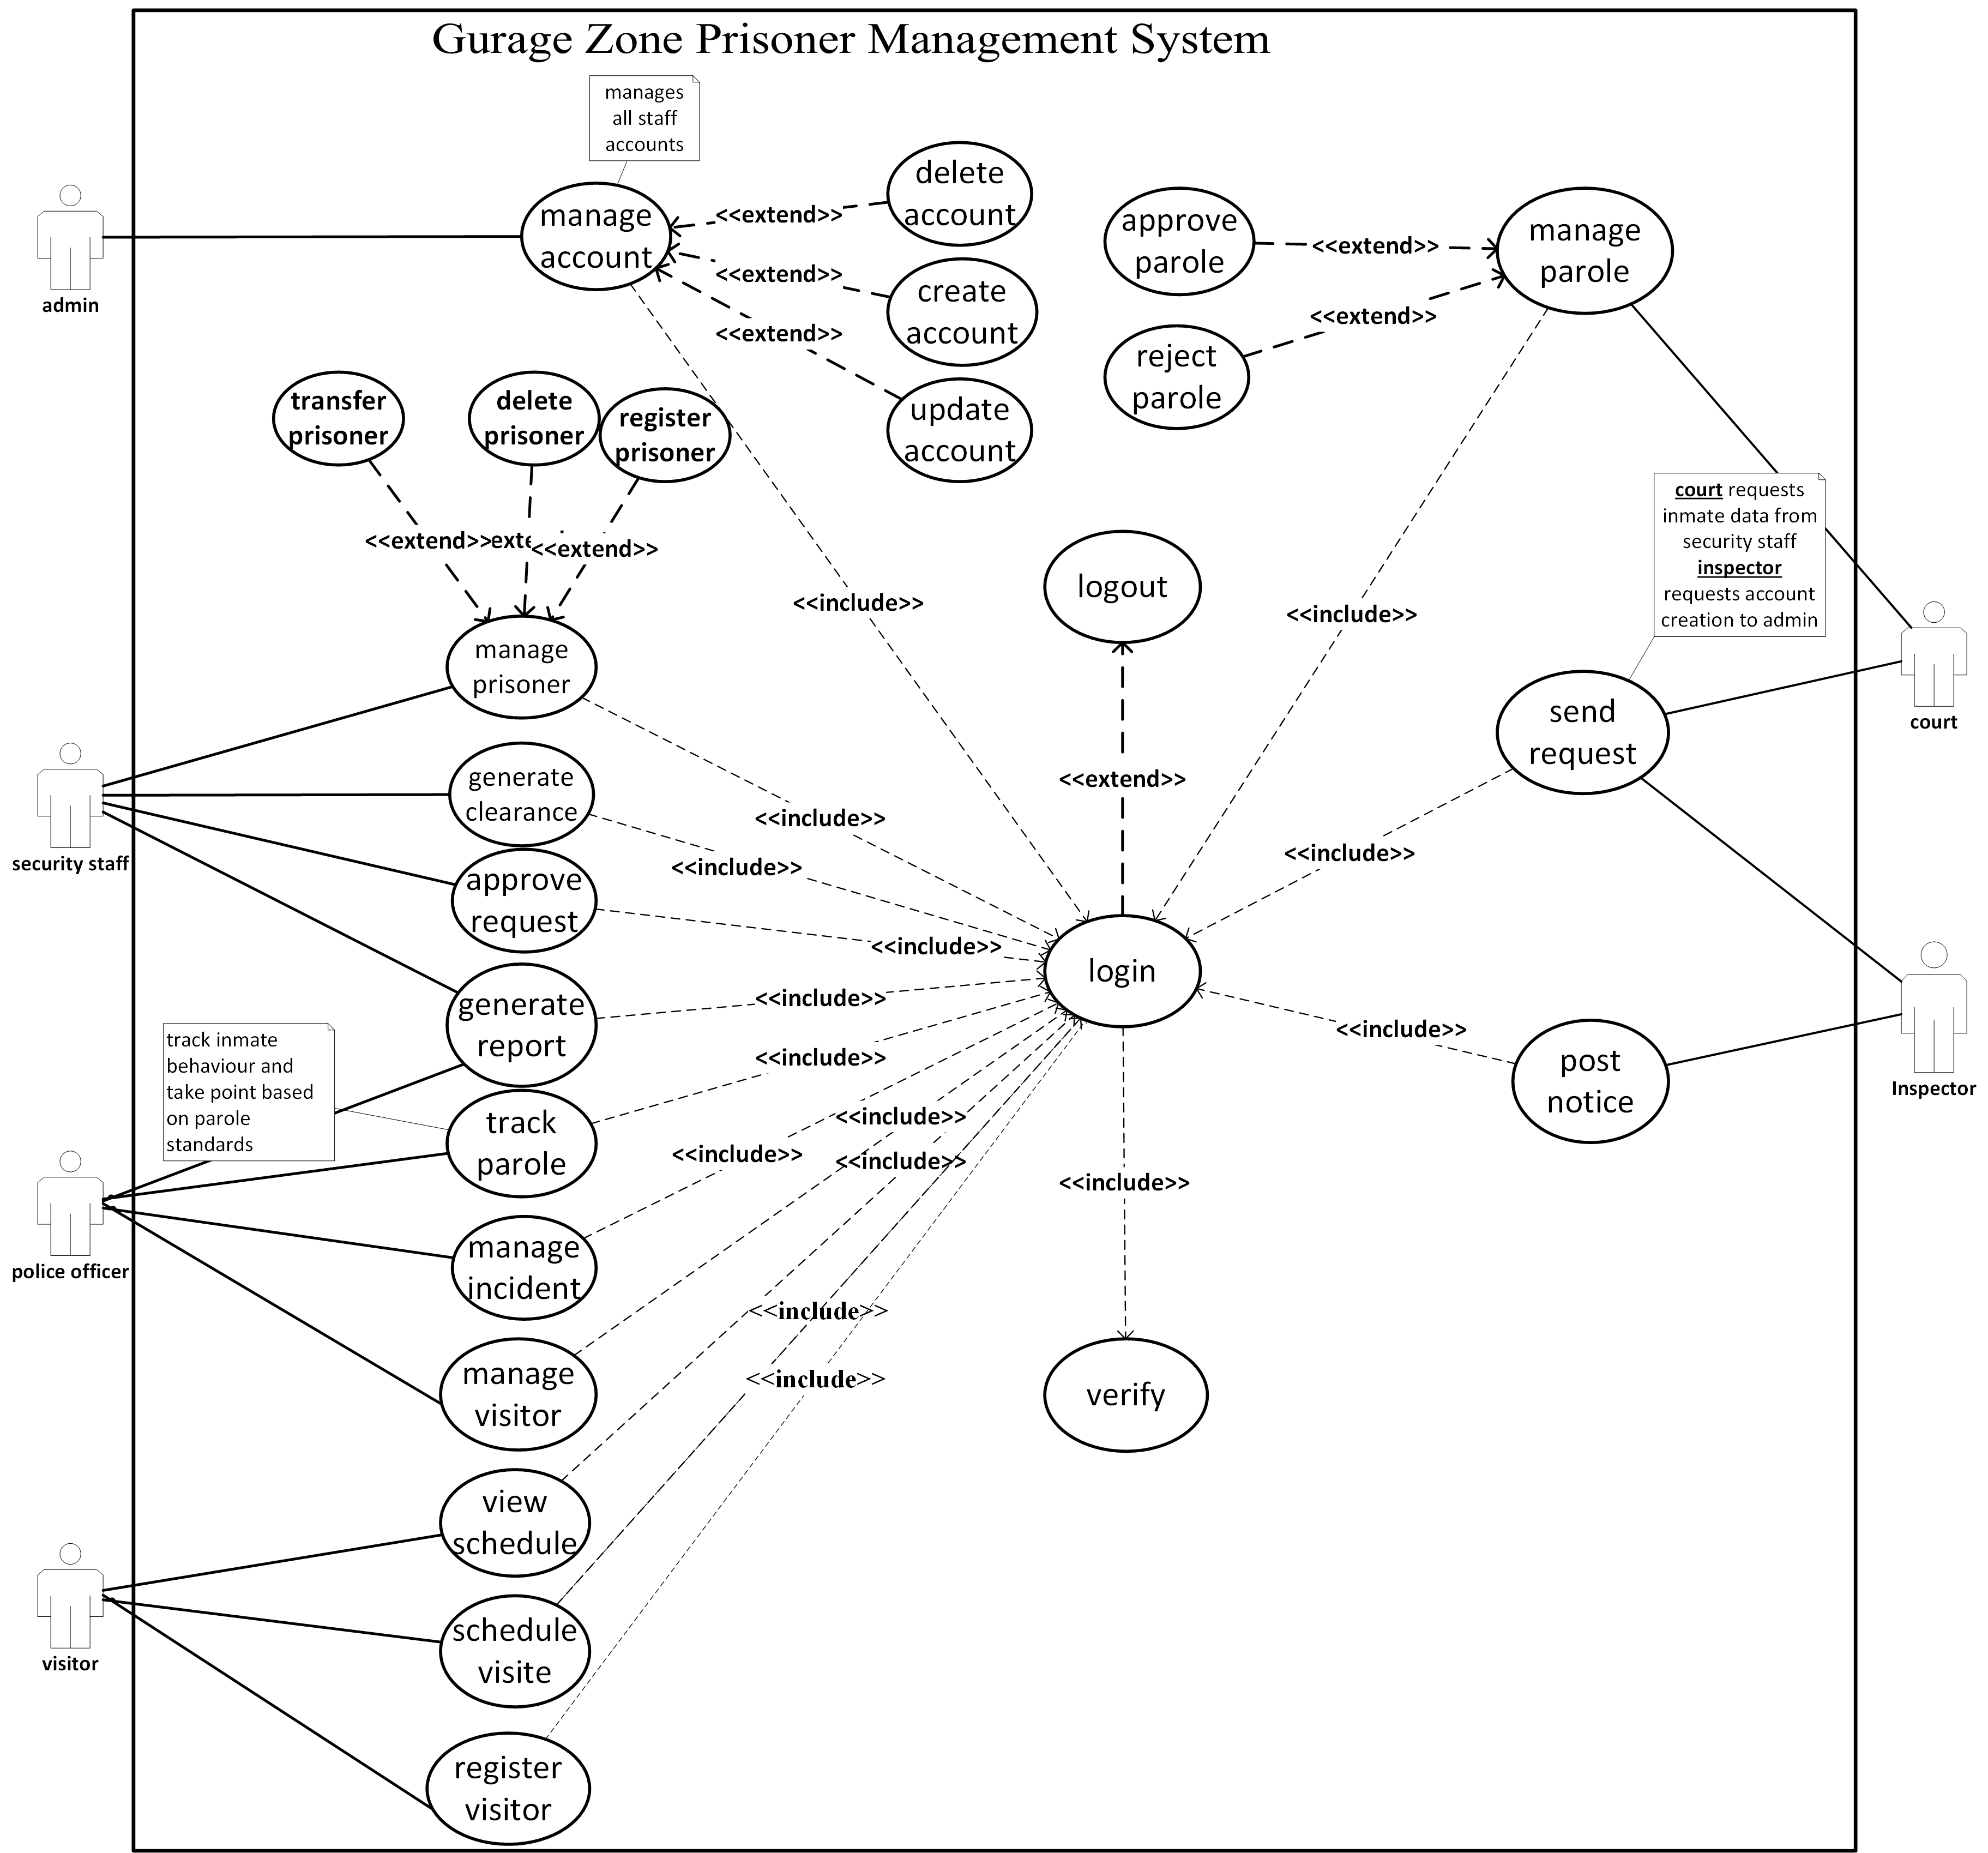 Gurage Zone Prisoner Management System
manages
all staff
accounts
delete
account
manage
account
<<extend>>
<<extend>>
create
account
<<extend>>
update
account
approve
parole
<<extend>>
manage
parole
<<extend>>
reject
parole
admin
transfer
prisoner
delete
prisoner
register
prisoner
<<extend>>
exte
<<extend>>
court requests
inmate data from
security staff
inspector
requests account
creation to admin
logout
<<include>>
<<include>>
manage
prisoner
send
request
court
<<extend>>
generate
clearance
<<include>>
<<include>>
<<include>>
security staff
approve
request
<<include>>
login
generate
report
<<include>>
<<include>>
<<include>>
post
notice
Inspector
track inmate
behaviour and
take point based
on parole
standards
track
parole
<<include>>
<<include>>
<<include>>
<<include>>
police officer
manage
incident
<<include>>
<<include>>
manage
visitor
verify
view
schedule
schedule
visite
visitor
register
visitor